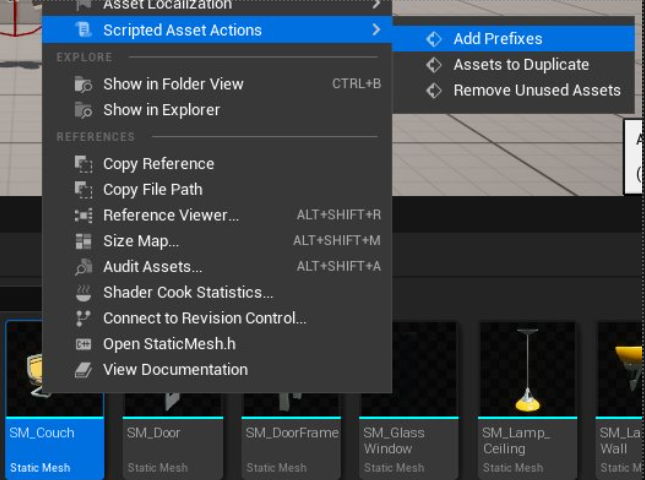 Asset Localization
Scripted Asset Actions
Add Prefixes
Assets to Duplicate
Remove Unused Assets
EXPLORE
Show in Folder View CTRL+B
Show in Explorer
REFERENCES
Copy Reference
Copy File Path
Reference Viewer... ALT+SHIFT+R
Size Map... ALT+SHIFT+M
Audit Assets... ALT+SHIFT+A
Shader Cook Statistics...
Connect to Revision Control...
Open StaticMesh.h
View Documentation
SM_Couch
Static Mesh
SM_Door
Static Mesh
SM_DoorFrame
Static Mesh
SM_Glass
Window
Static Mesh
SM_Lamp_
Ceiling
Static Mesh
SM_La
Wall
Static M